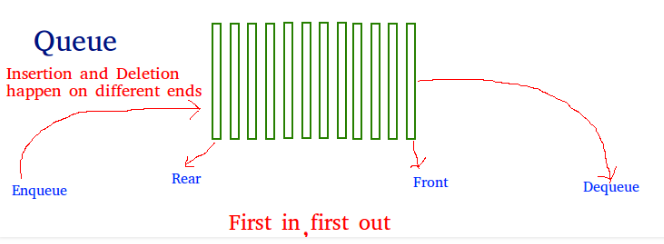 Queue
Insertion and Deletion
happen on different ends
Enqueue
Rear
Front
Dequeue
First in,first out